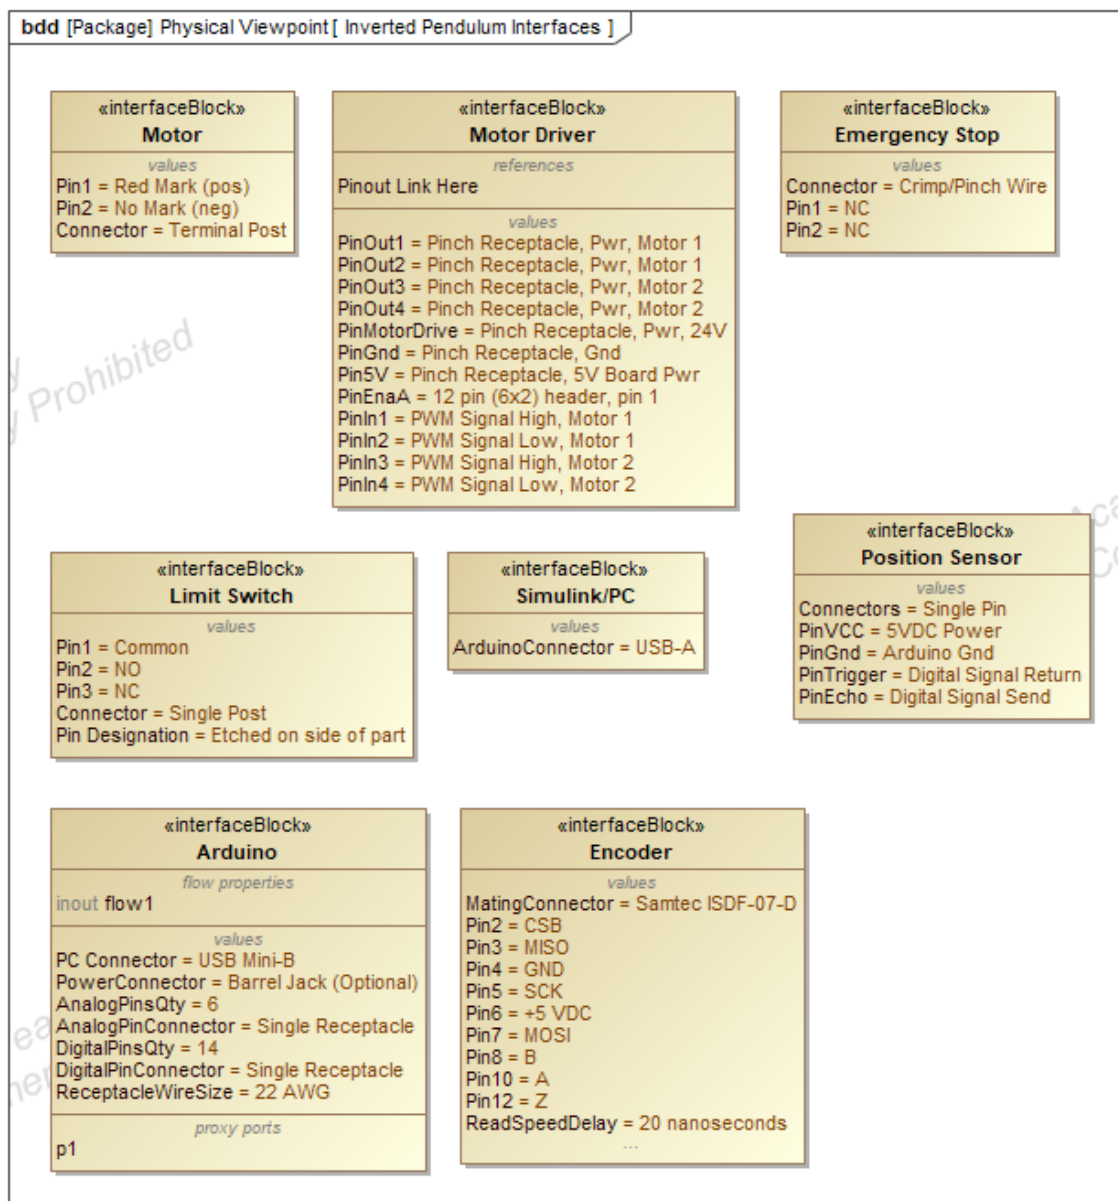 bdd [Package] Physical Viewpoint [ Inverted Pendulum Interfaces ]
«interfaceBlock»
Motor
values
Pin1 = Red Mark (pos)
Pin2 = No Mark (neg)
Connector = Terminal Post
«interfaceBlock»
Motor Driver
references
Pinout Link Here
values
PinOut1 = Pinch Receptacle, Pwr, Motor 1
PinOut2 = Pinch Receptacle, Pwr, Motor 1
PinOut3 = Pinch Receptacle, Pwr, Motor 2
PinOut4 = Pinch Receptacle, Pwr, Motor 2
PinMotorDrive = Pinch Receptacle, Pwr, 24V
PinGnd = Pinch Receptacle, Gnd
Pin5V = Pinch Receptacle, 5V Board Pwr
PinEnaA = 12 pin (6x2) header, pin 1
PinIn1 = PWM Signal High, Motor 1
PinIn2 = PWM Signal Low, Motor 1
PinIn3 = PWM Signal High, Motor 2
PinIn4 = PWM Signal Low, Motor 2
«interfaceBlock»
Emergency Stop
values
Connector = Crimp/Pinch Wire
Pin1 = NC
Pin2 = NC
y
y Prohibited
«interfaceBlock»
Limit Switch
values
Pin1 = Common
Pin2 = NO
Pin3 = NC
Connector = Single Post
Pin Designation = Etched on side of part
«interfaceBlock»
Simulink/PC
values
ArduinoConnector = USB-A
«interfaceBlock»
Position Sensor
values
Connectors = Single Pin
PinVCC = 5VDC Power
PinGnd = Arduino Gnd
PinTrigger = Digital Signal Return
PinEcho = Digital Signal Send
«interfaceBlock»
Arduino
flow properties
inout flow1
values
PC Connector = USB Mini-B
PowerConnector = Barrel Jack (Optional)
AnalogPinsQty = 6
AnalogPinConnector = Single Receptacle
DigitalPinsQty = 14
DigitalPinConnector = Single Receptacle
ReceptacleWireSize = 22 AWG
proxy ports
p1
«interfaceBlock»
Encoder
values
MatingConnector = Samtec ISDF-07-D
Pin2 = CSB
Pin3 = MISO
Pin4 = GND
Pin5 = SCK
Pin6 = +5 VDC
Pin7 = MOSI
Pin8 = B
Pin10 = A
Pin12 = Z
ReadSpeedDelay = 20 nanoseconds
...